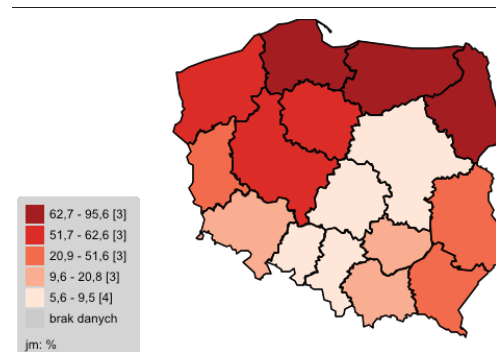 62,7 - 95,6 [3]
51,7 - 62,6 [3]
20,9 - 51,6 [3]
9,6 - 20,8 [3]
5,6 - 9,5 [4]
brak danych
jm: %